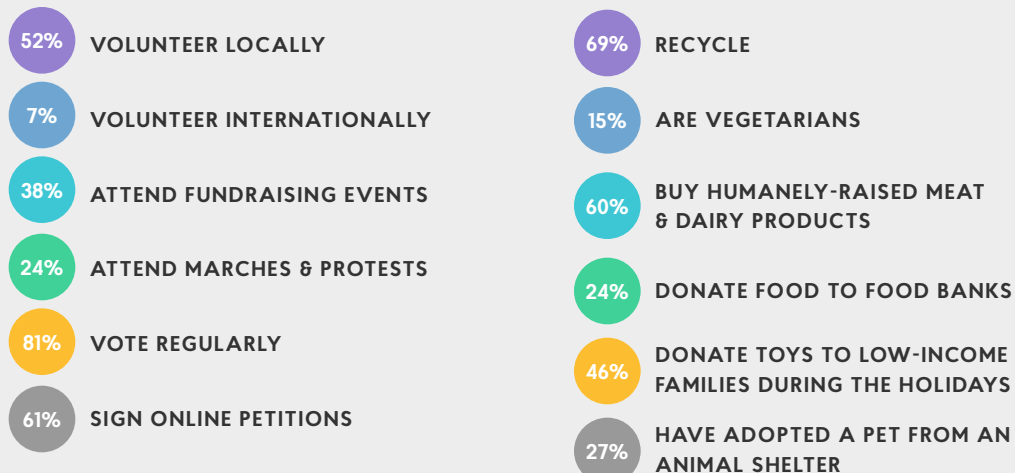 52% VOLUNTEER LOCALLY
7% VOLUNTEER INTERNATIONALLY
38% ATTEND FUNDRAISING EVENTS
24% ATTEND MARCHES & PROTESTS
81% VOTE REGULARLY
61% SIGN ONLINE PETITIONS
69% RECYCLE
15% ARE VEGETARIANS
60% BUY HUMANELY-RAISED MEAT
& DAIRY PRODUCTS
24% DONATE FOOD TO FOOD BANKS
46% DONATE TOYS TO LOW-INCOME
FAMILIES DURING THE HOLIDAYS
27% HAVE ADOPTED A PET FROM AN
ANIMAL SHELTER